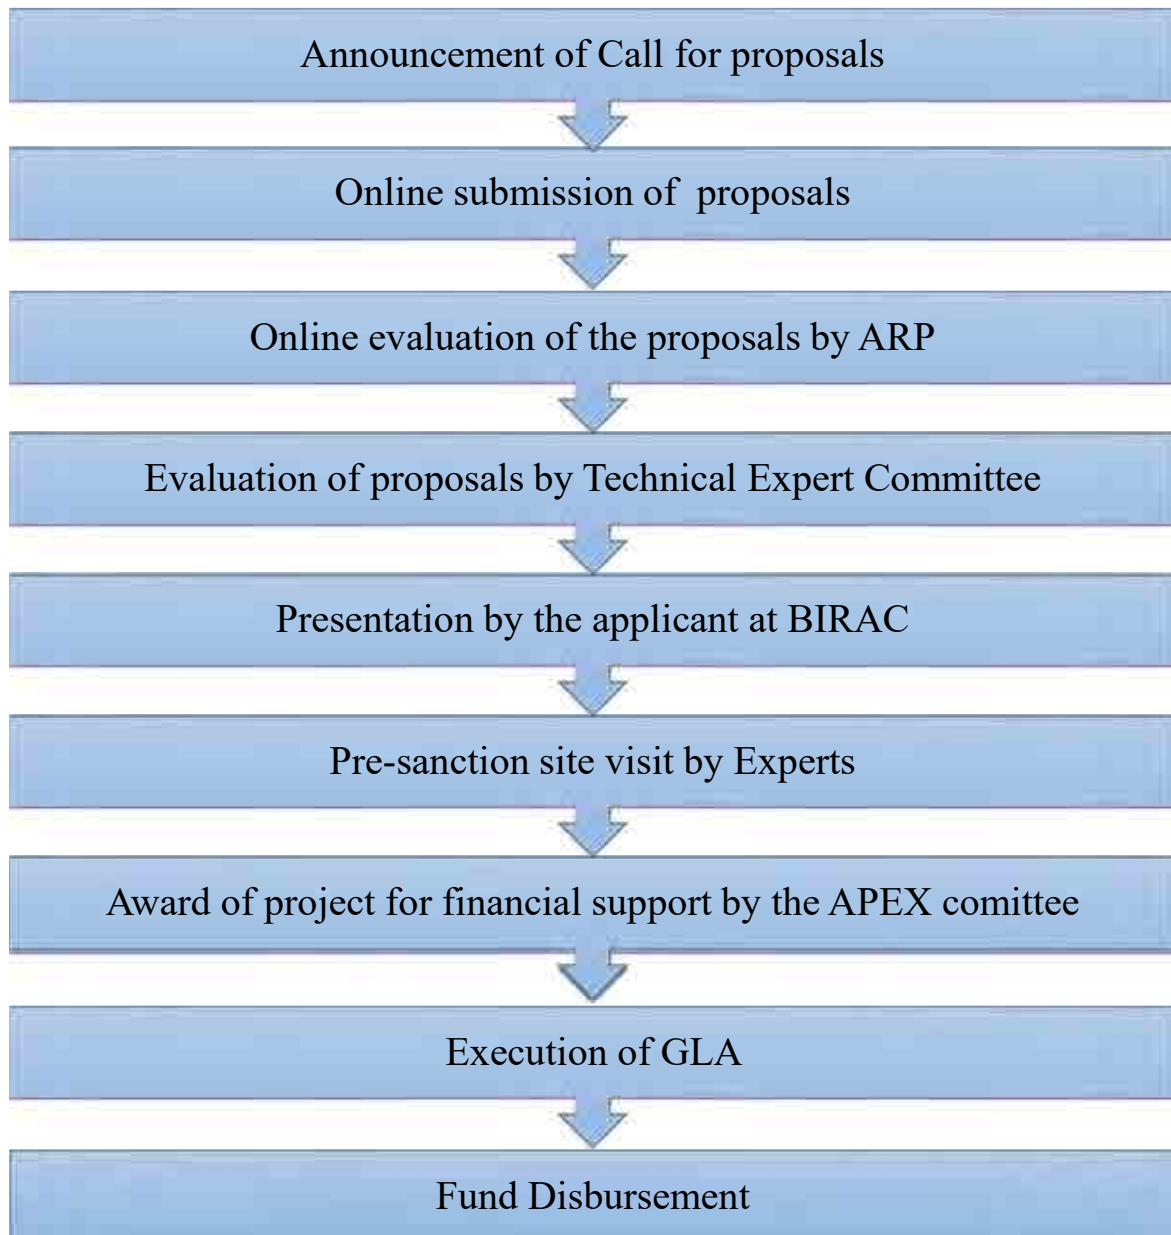 Announcement of Call for proposals
Online submission of proposals
Online evaluation of the proposals by ARP
Evaluation of proposals by Technical Expert Committee
Presentation by the applicant at BIRAC
Pre-sanction site visit by Experts
Award of project for financial support by the APEX comittee
Execution of GLA
Fund Disbursement